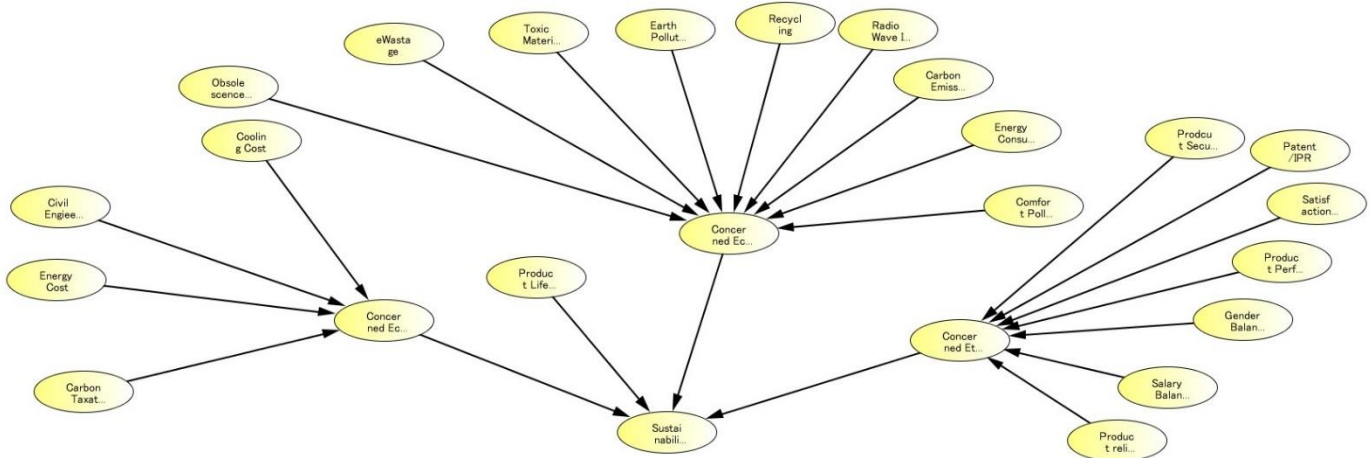 eWasta
ge
Toxic
Materi...
Earth
Pollut...
Recycl
ing
Radio
Wave I...
Obsole
scence...
Carbon
Emiss...
Coolin
g Cost
Energy
Consu...
Prodcu
t Secu...
Patent
/IPR
Civil
Engiee...
Comfor
t Poll...
Satisf
action...
Concer
ned Ec...
Energy
Cost
Produc
t Life...
Produc
t Perf...
Concer
ned Ec...
Gender
Balan...
Concer
ned Et...
Carbon
Taxat...
Salary
Balan...
Sustai
nabili...
Produc
t reli...